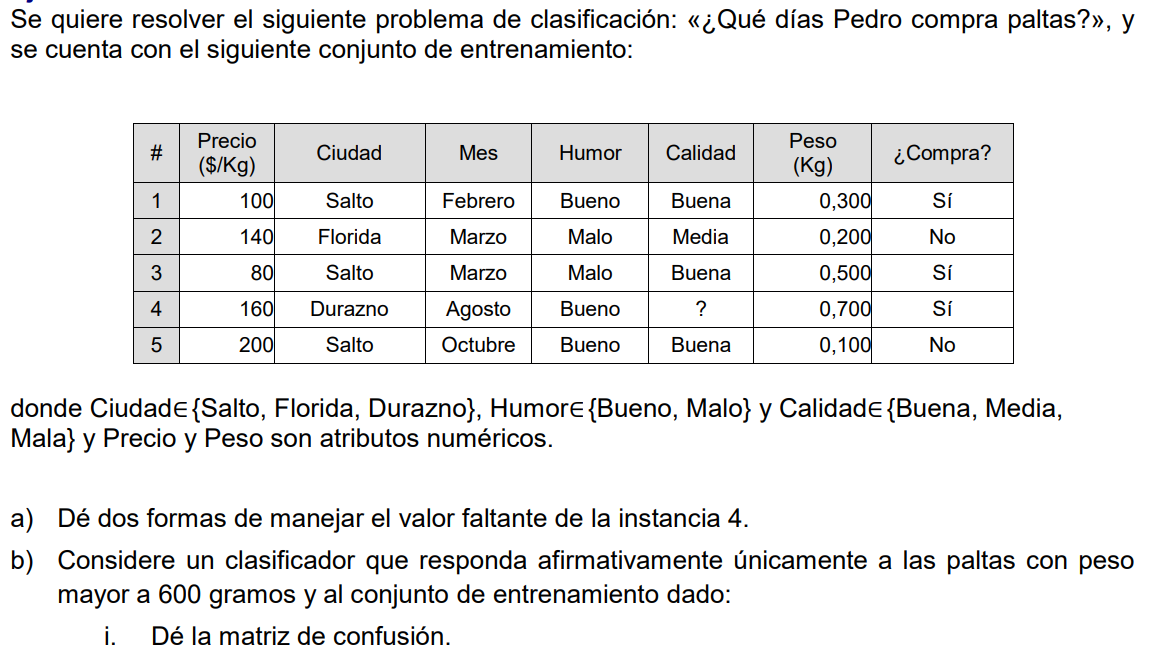 Se quiere resolver el siguiente problema de clasificación: «¿Qué días Pedro compra paltas?», y
se cuenta con el siguiente conjunto de entrenamiento:
# Precio ($/Kg) Ciudad Mes Humor Calidad Peso (Kg) ¿Compra?
1 100 Salto Febrero Bueno Buena 0,300 Sí
2 140 Florida Marzo Malo Media 0,200 No
3 80 Salto Marzo Malo Buena 0,500 Sí
4 160 Durazno Agosto Bueno ? 0,700 Sí
5 200 Salto Octubre Bueno Buena 0,100 No
donde Ciudad∈{Salto, Florida, Durazno}, Humor∈{Bueno, Malo} y Calidad∈{Buena, Media,
Mala} y Precio y Peso son atributos numéricos.
a) Dé dos formas de manejar el valor faltante de la instancia 4.
b) Considere un clasificador que responda afirmativamente únicamente a las paltas con peso
mayor a 600 gramos y al conjunto de entrenamiento dado:
i. Dé la matriz de confusión.